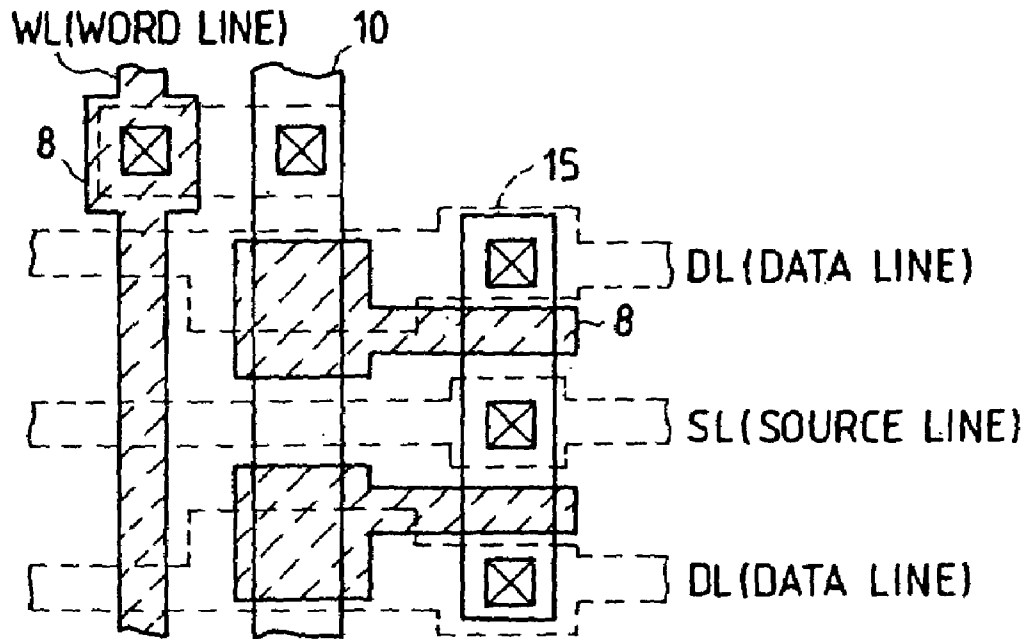 WL(WORD LINE)
10
8
15
DL(DATA LINE)
8
SL(SOURCE LINE)
DL(DATA LINE)